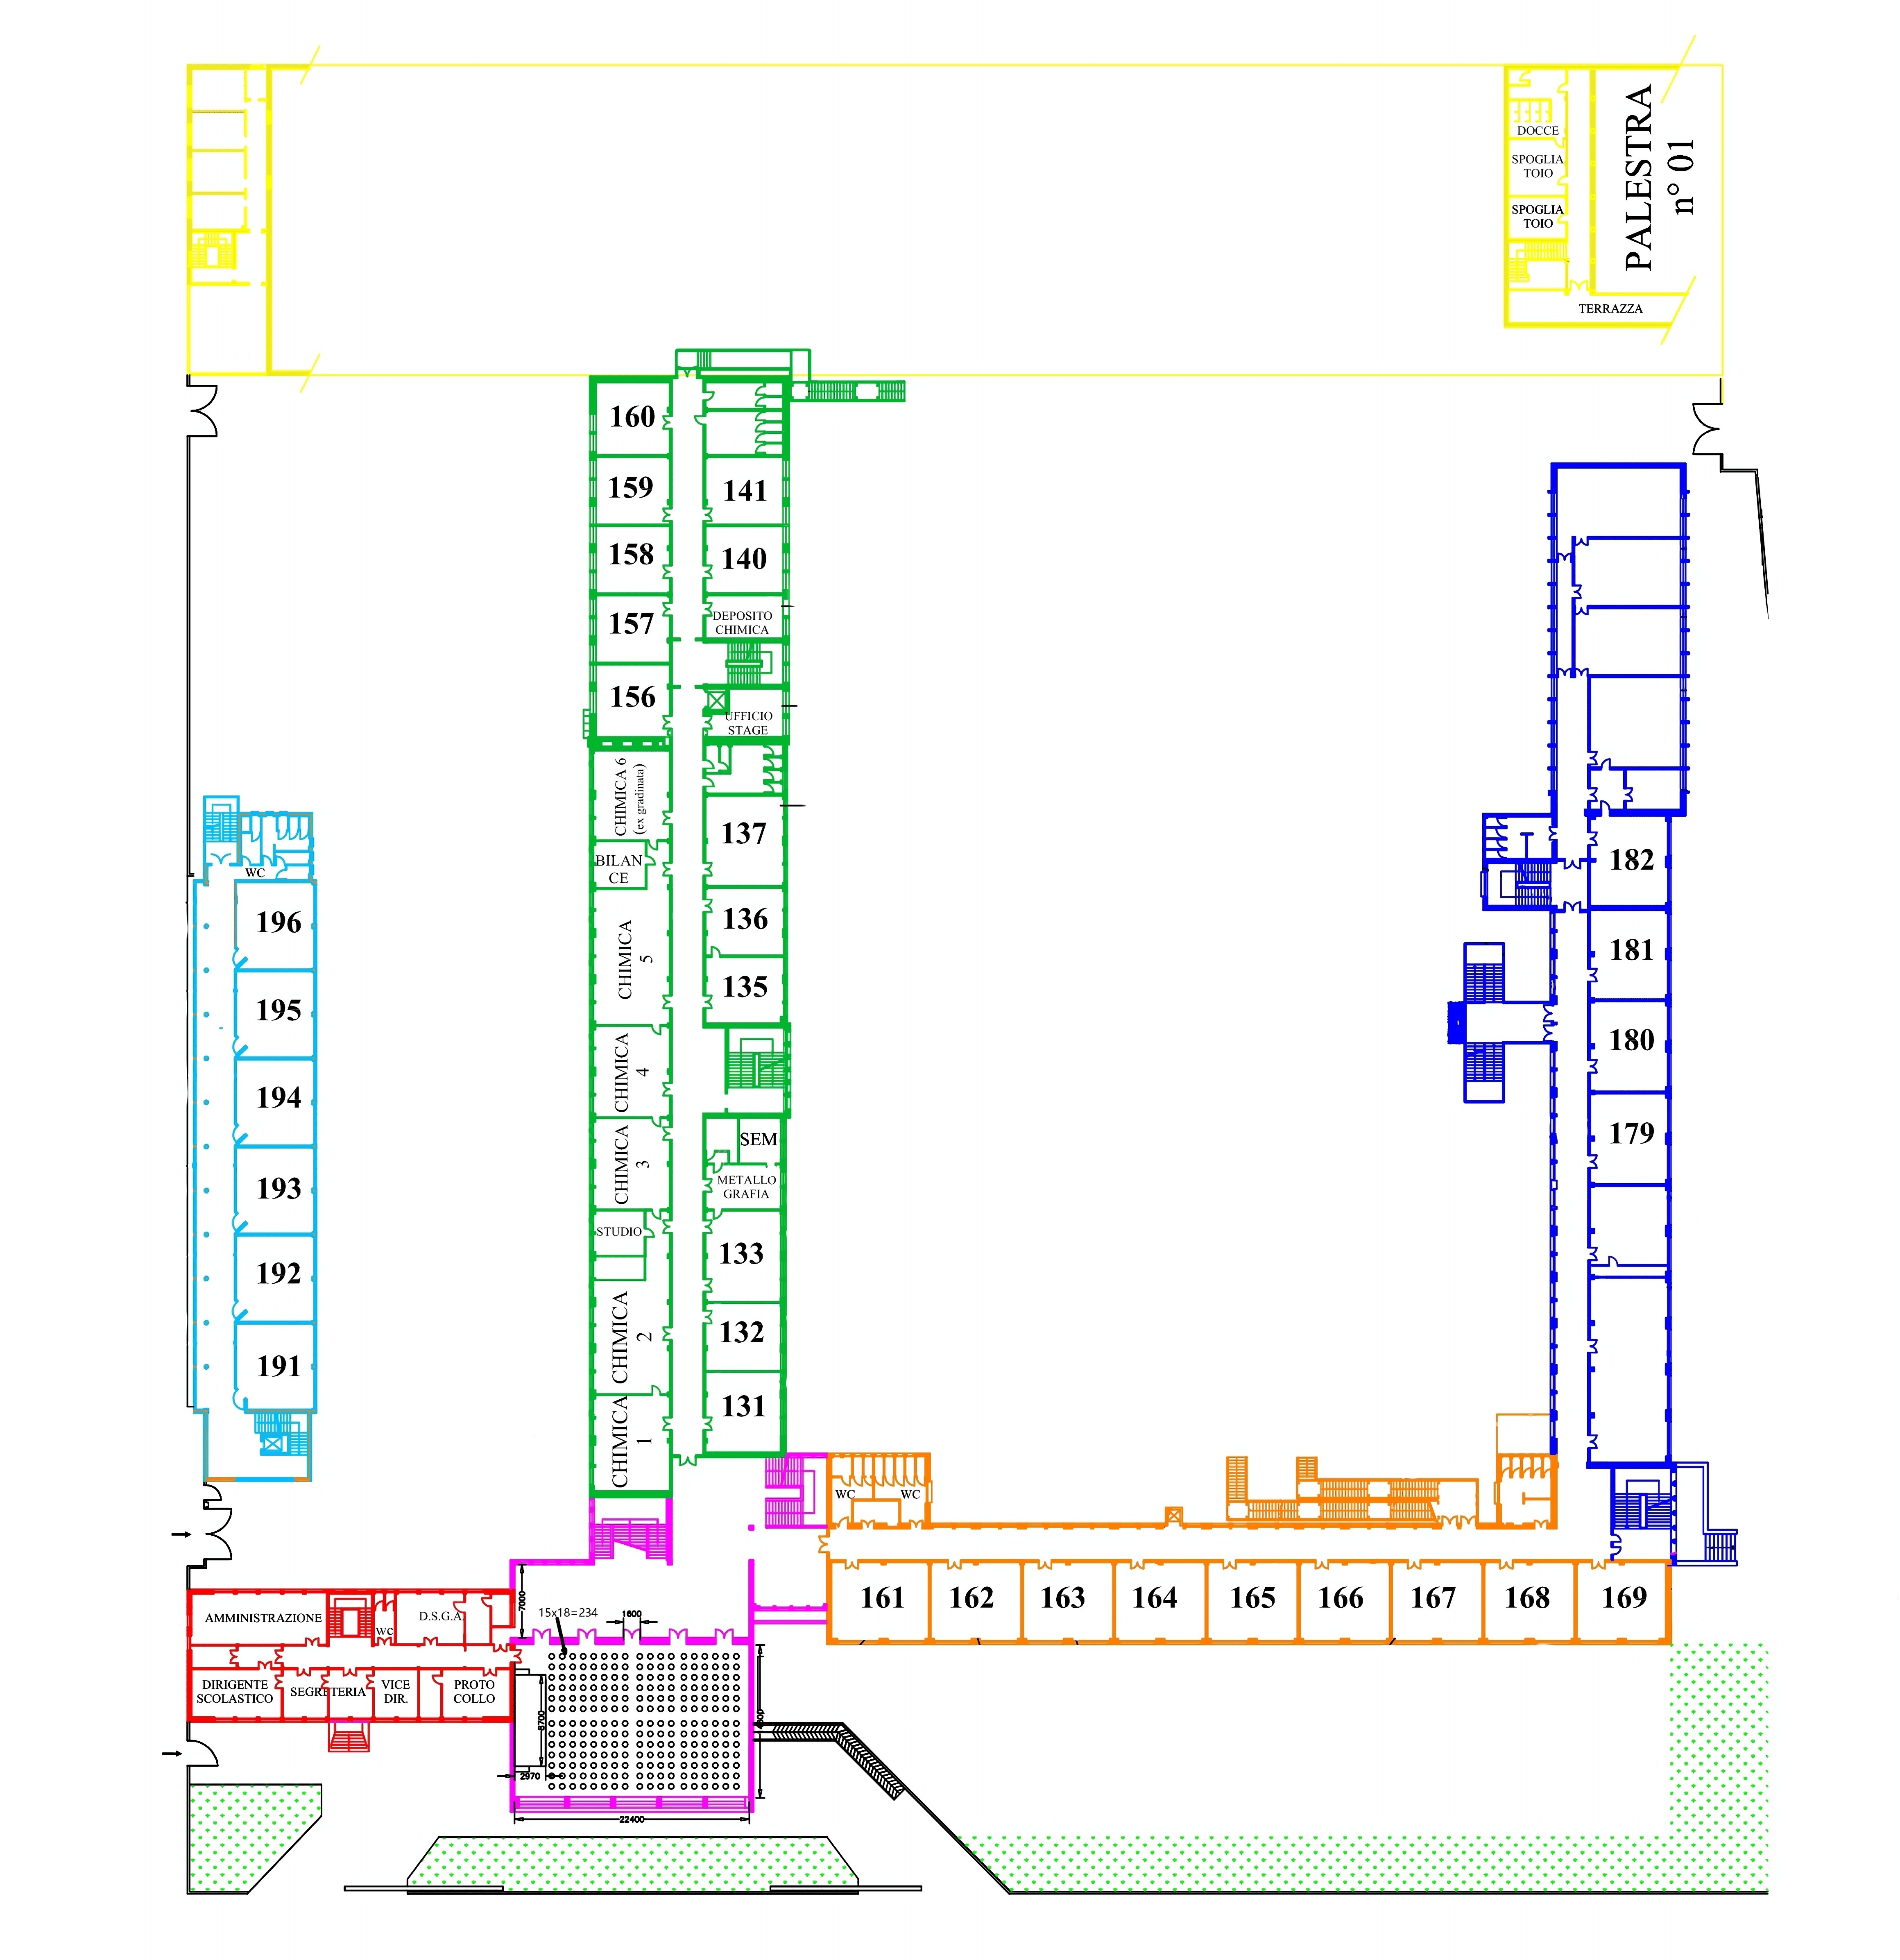 DOCCE
SPOGLIA
TOIO
SPOGLIA
TOIO
PALESTRA
n° 01
TERRAZZA
160
159
141
158
140
157
DEPOSITO
CHIMICA
156
UFFICIO
STAGE
CHIMICA 6
(ex gradinata)
137
BILAN
CE
136
CHIMICA
5
135
CHIMICA
4
CHIMICA
3
SEM
METALLO
GRAFIA
STUDIO
133
CHIMICA
2
132
CHIMICA
1
131
WC
196
195
194
193
192
191
182
181
180
179
WC
WC
161
162
163
164
165
166
167
168
169
AMMINISTRAZIONE
WC
D.S.G.A.
DIRIGENTE
SCOLASTICO
SEGRETERIA
VICE
DIR.
PROTO
COLLO
7000
15x18=234
1600
8700
2970
22400